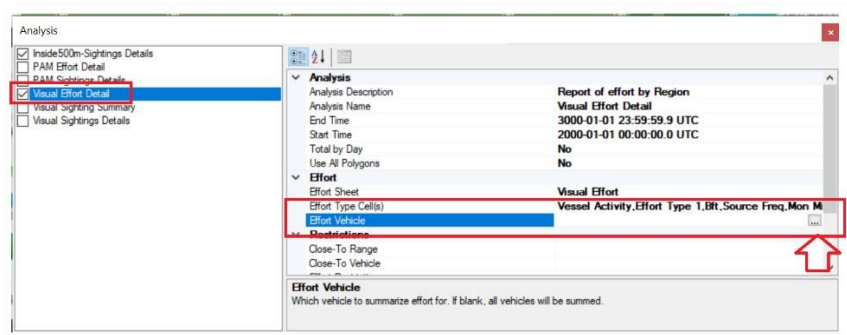 Analysis
Inside500m-Sightings Details
PAM Effort Detail
PAM Sightings Details
Visual Effort Detail
Visual Sighting Summary
Visual Sightings Details
Analysis
Analysis Description Report of effort by Region
Analysis Name Visual Effort Detail
End Time 3000-01-01 23:59:59.9 UTC
Start Time 2000-01-01 00:00:00.0 UTC
Total by Day No
Use All Polygons No
Effort
Effort Sheet Visual Effort
Effort Type Cell(s) Vessel Activity,Effort Type 1,Bft,Source Freq,Mon Mi
Effort Vehicle ...
Restrictions
Close-To Range
Close-To Vehicle
Effort Vehicle
Which vehicle to summarize effort for. If blank, all vehicles will be summed.